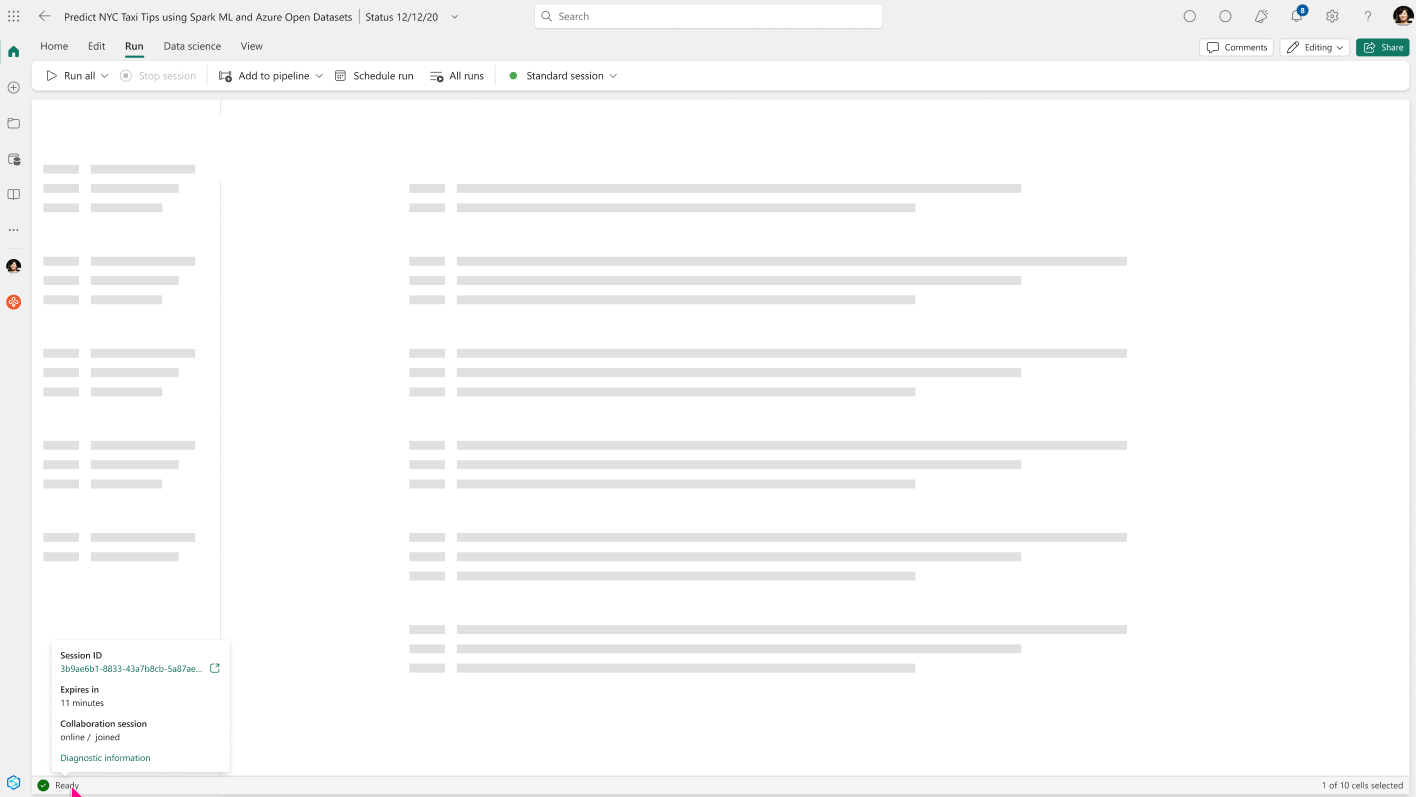 Predict NYC Taxi Tips using Spark ML and Azure Open Datasets | Status 12/12/20
Search
8
?
Home Edit Run Data science View
Comments Editing Share
Run all Stop session Add to pipeline Schedule run All runs Standard session
Session ID
3b9ae6b1-8833-43a7b8cb-5a87ae...
Expires in
11 minutes
Collaboration session
online / joined
Diagnostic information
Ready
1 of 10 cells selected